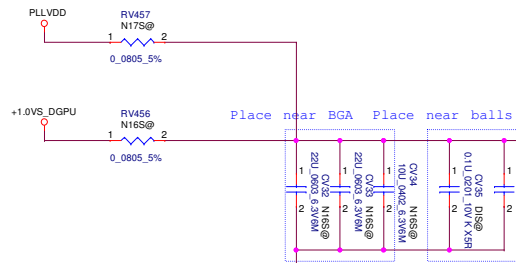 PLLVDD
RV457
N17S@
1
2
0_0805_5%
+1.0VS_DGPU
RV456
N16S@
1
2
0_0805_5%
Place near BGA
Place near balls
1
2
CV32 N16S@
22U_0603_6.3V6M
1
2
CV33 N16S@
22U_0603_6.3V6M
1
2
CV34 N16S@
10U_0402_6.3V6M
1
2
CV35 DIS@
0.1U_0201_10V K X5R
1
2